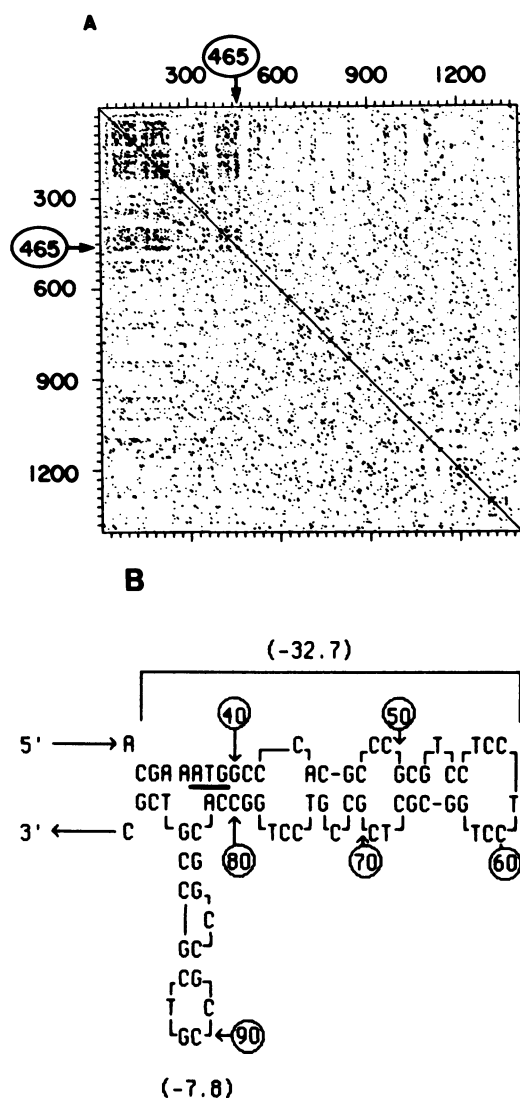 A
465
300 600 900 1200
300
465
600
900
1200
B
(-32.7)
40 50
C CC T TCC
5' A
CGA AATGGCC AC-GC GCG CC
GCT ACCGG TG CG CGC-GG T
3' C GC TCC C CT TCC
80 70 60
CG
CG
C
GC
CG
T C
GC 90
(-7.8)